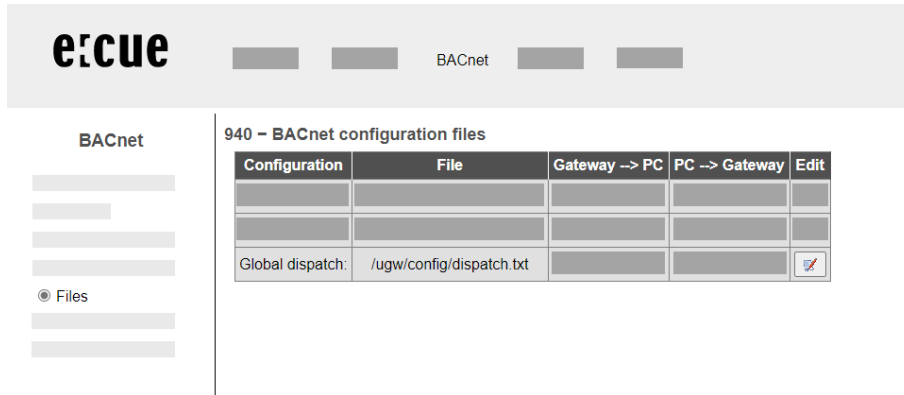 e:cue
BACnet
BACnet
Files
940 − BACnet configuration files
Configuration File Gateway --> PC PC --> Gateway Edit
Global dispatch: /ugw/config/dispatch.txt